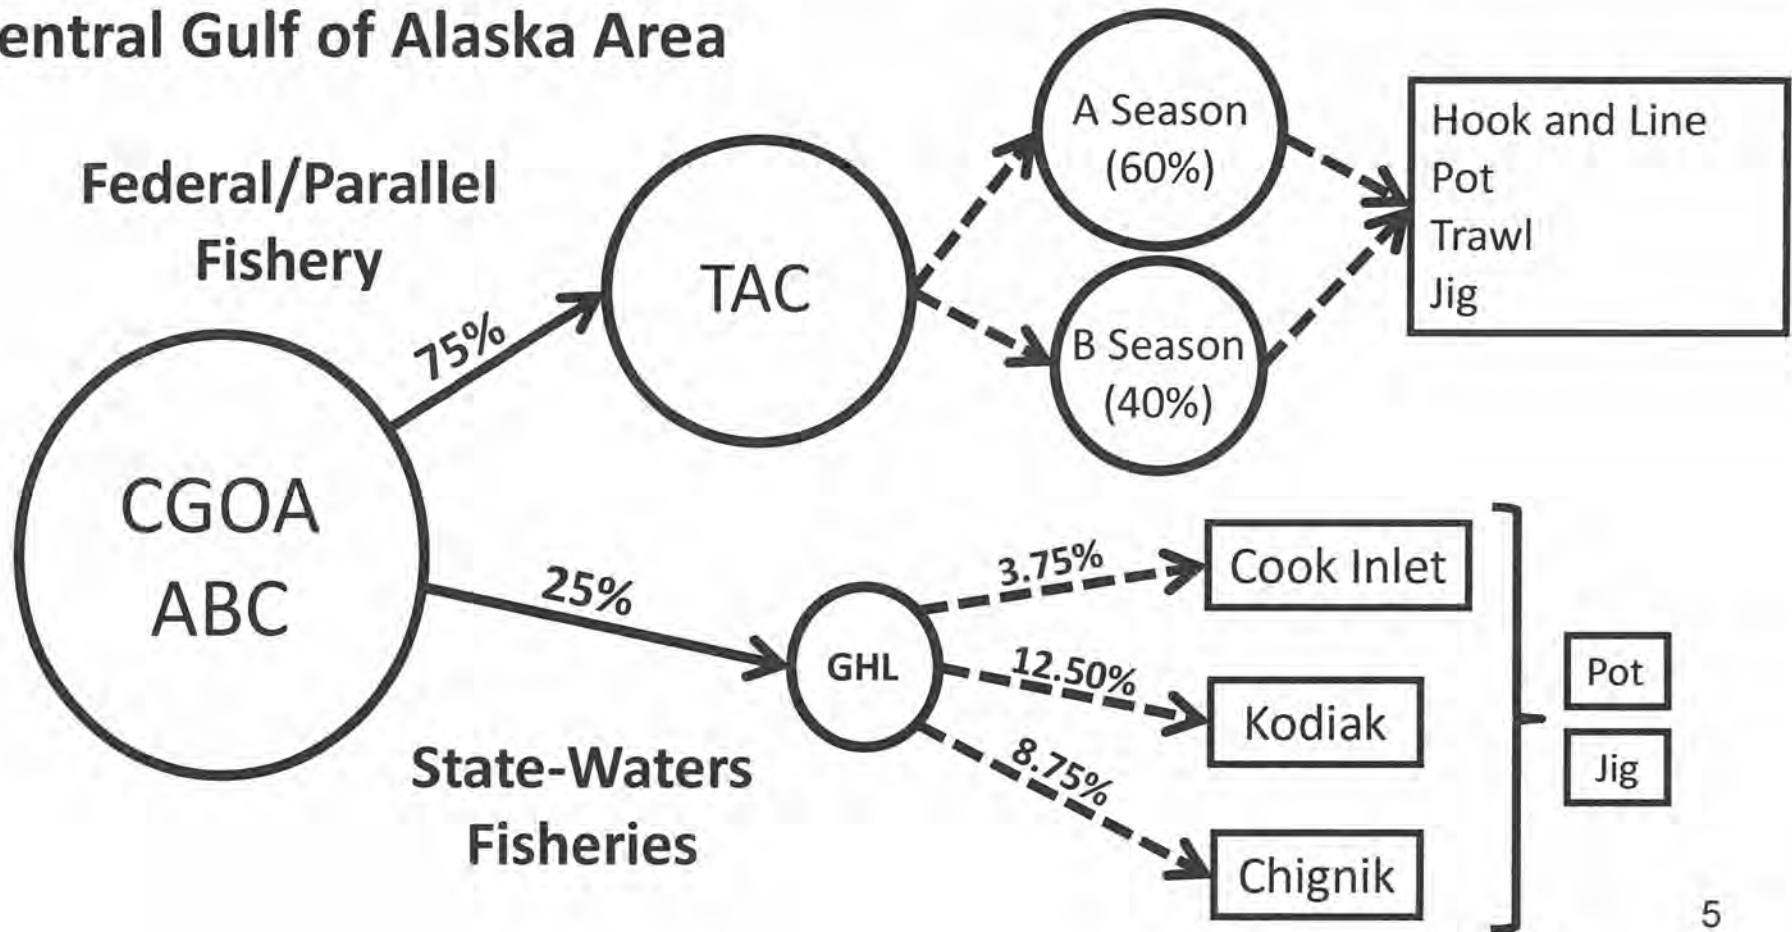 entral Gulf of Alaska Area
Federal/Parallel
Fishery
75%
TAC
A Season
(60%)
B Season
(40%)
Hook and Line
Pot
Trawl
Jig
CGOA
ABC
25%
GHL
3.75%
Cook Inlet
12.50%
Kodiak
8.75%
Chignik
Pot
Jig
State-Waters
Fisheries
5